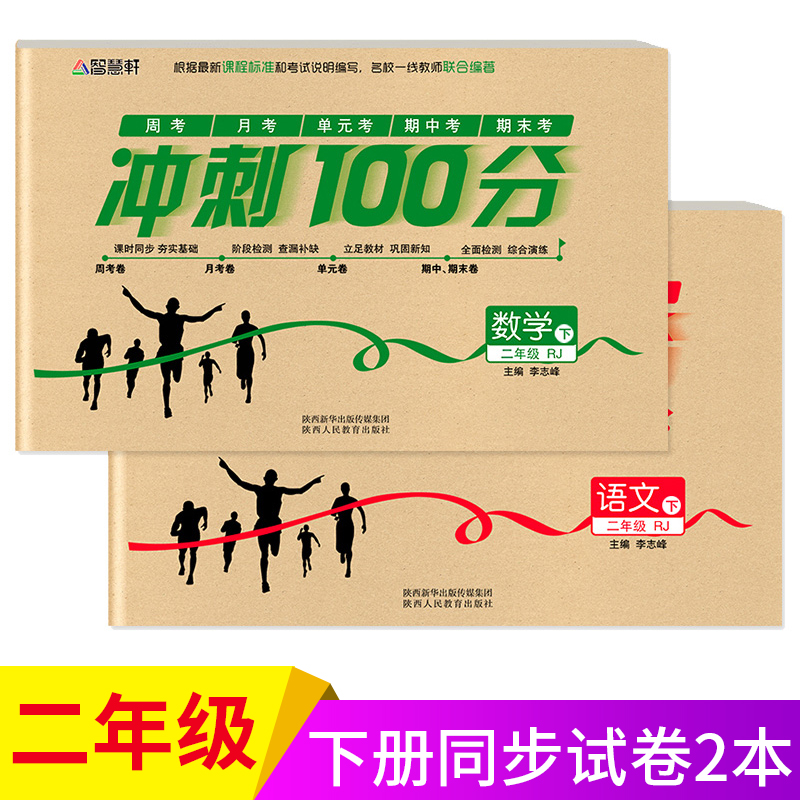 智慧轩
根据最新课程标准和考试说明编写，名校一线教师联合编著
周考 月考 单元考 期中考 期末考
冲刺100分
课时同步 夯实基础 阶段检测 查漏补缺 立足教材 巩固新知 全面检测 综合演练
周考卷 月考卷 单元卷 期中、期末卷
数学 下
二年级 RJ
主编 李志峰
陕西新华出版传媒集团
陕西人民教育出版社
语文 下
二年级 RJ
主编 李志峰
陕西新华出版传媒集团
陕西人民教育出版社
二年级
下册同步试卷2本